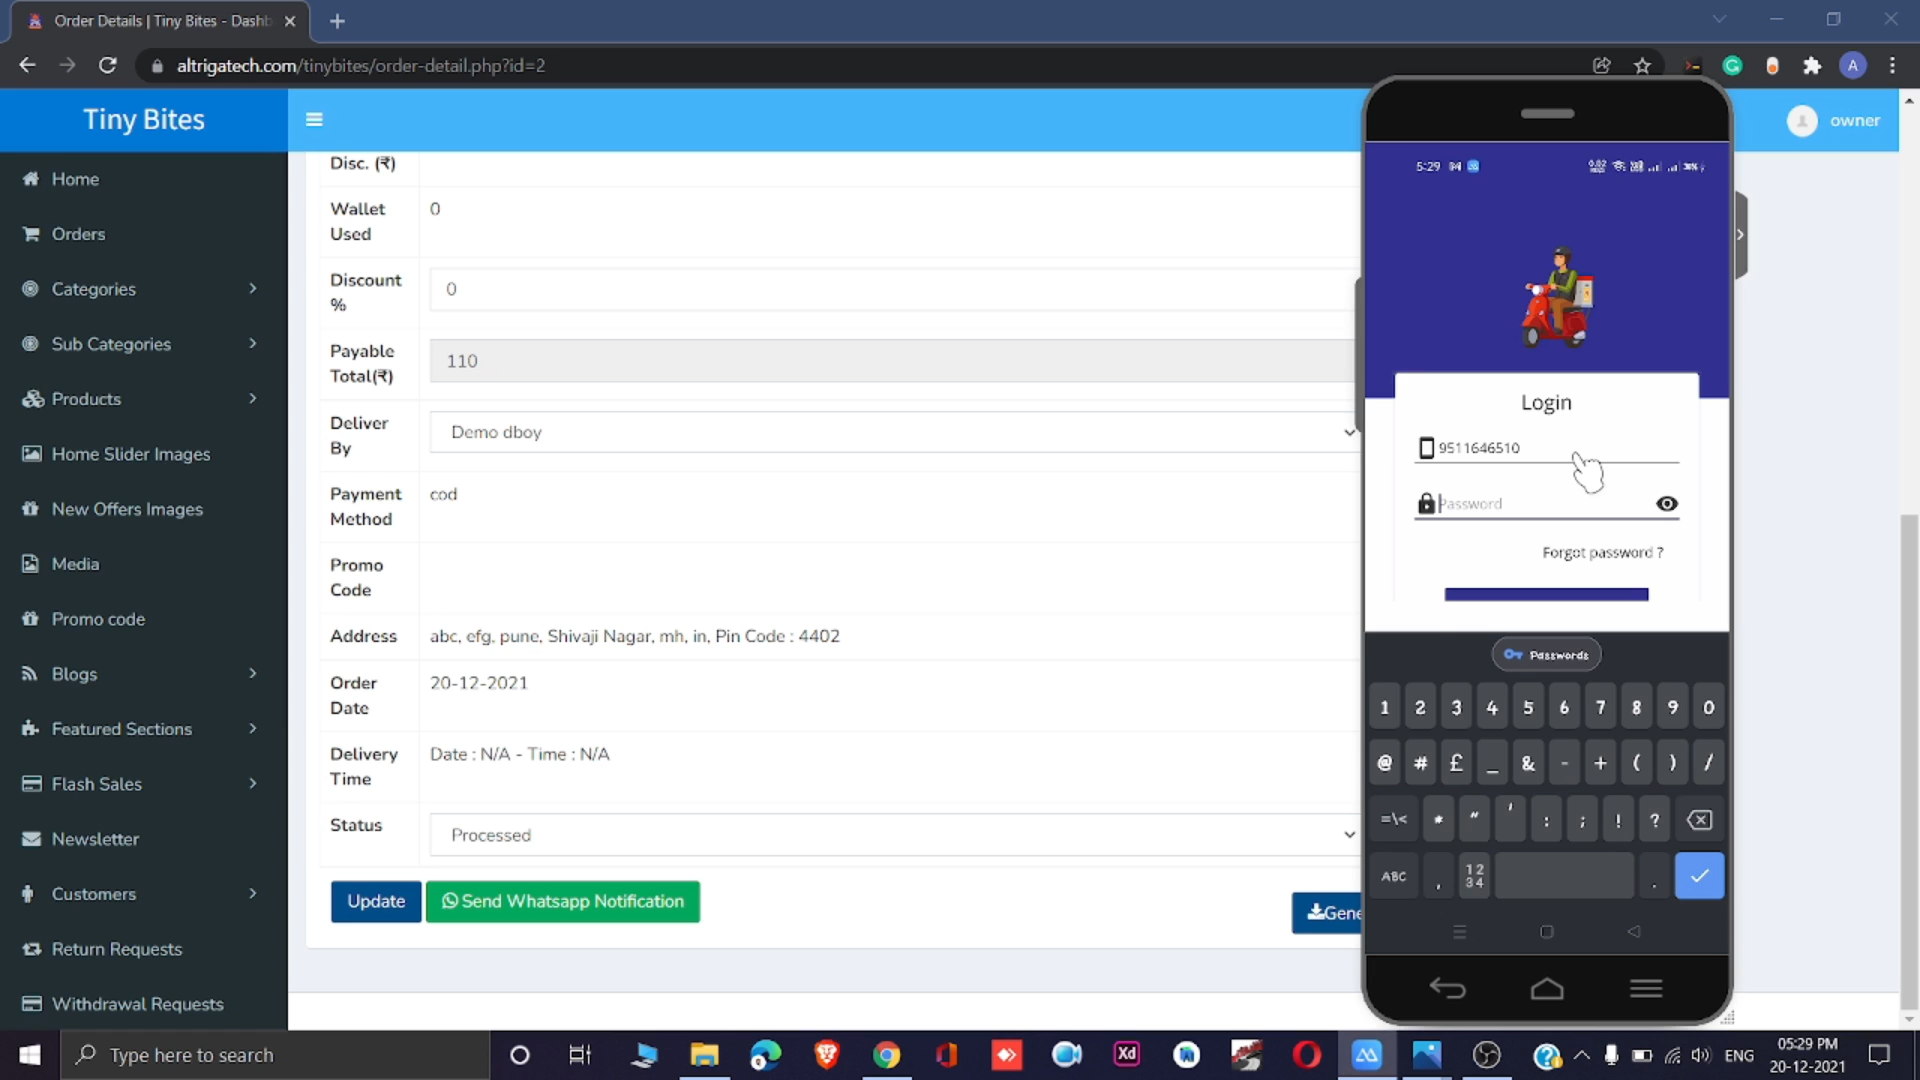 Order Details | Tiny Bites - Dashb
altrigatech.com/tinybites/order-detail.php?id=2
A
Tiny Bites
owner
Home
Orders
Categories
Sub Categories
Products
Home Slider Images
New Offers Images
Media
Promo code
Blogs
Featured Sections
Flash Sales
Newsletter
Customers
Return Requests
Withdrawal Requests
Disc. (₹)
Wallet
Used
0
Discount
%
0
Payable
Total(₹)
110
Deliver
By
Demo dboy
Payment
Method
cod
Promo
Code
Address
abc, efg, pune, Shivaji Nagar, mh, in, Pin Code : 4402
Order
Date
20-12-2021
Delivery
Time
Date : N/A - Time : N/A
Status
Processed
Update
Send Whatsapp Notification
Gene
5:29
Login
9511646510
Password
Forgot password ?
Passwords
1 2 3 4 5 6 7 8 9 0
@ # £ _ & - + ( ) /
=\< * " ' : ; ! ?
ABC , 12 34 .
Type here to search
Xd
ENG
05:29 PM
20-12-2021